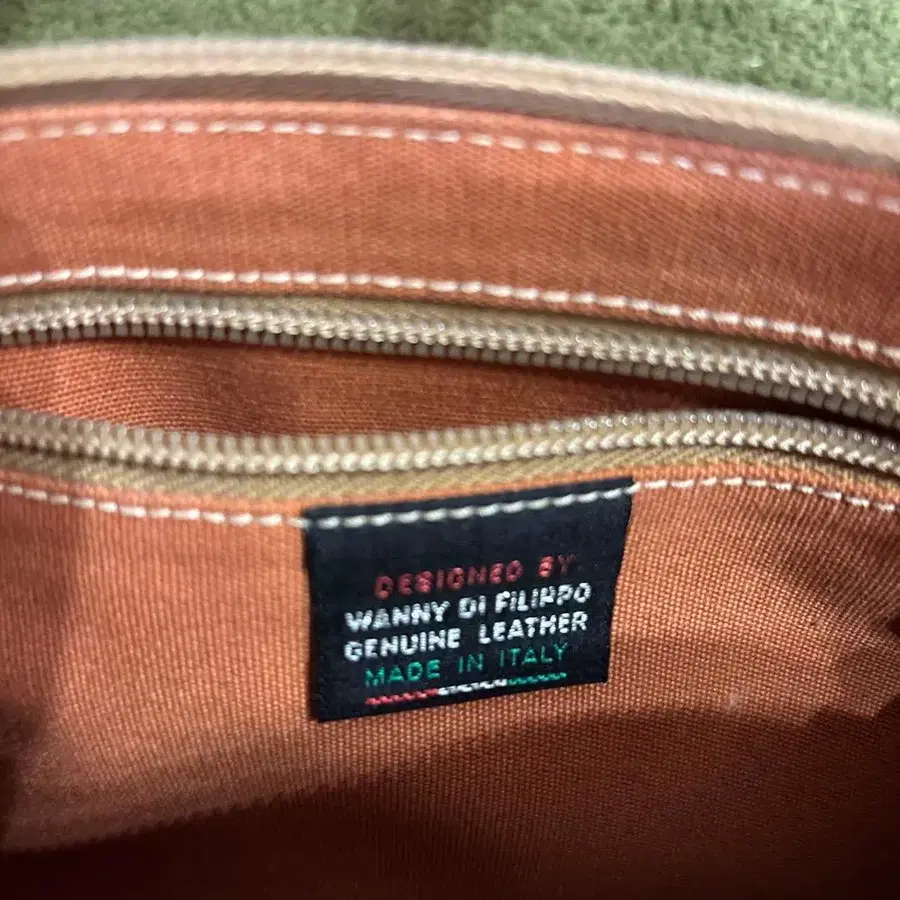 DESIGNED BY
WANNY DI FILIPPO
GENUINE LEATHER
MADE IN ITALY